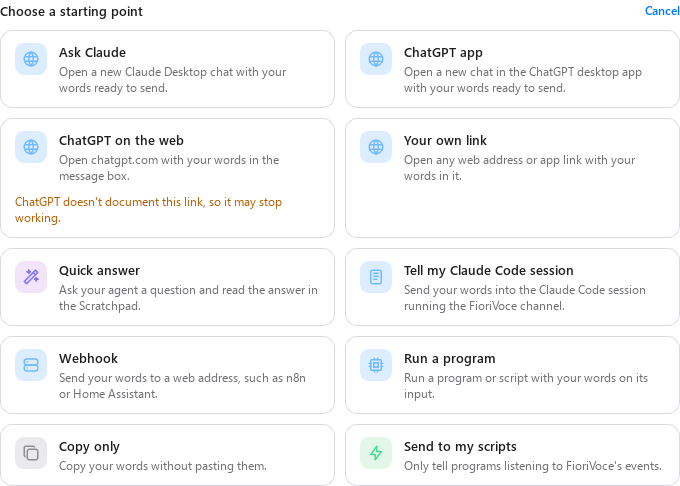 Choose a starting point
Cancel
Ask Claude
Open a new Claude Desktop chat with your
words ready to send.
ChatGPT app
Open a new chat in the ChatGPT desktop app
with your words ready to send.
ChatGPT on the web
Open chatgpt.com with your words in the
message box.
ChatGPT doesn't document this link, so it may stop
working.
Your own link
Open any web address or app link with your
words in it.
Quick answer
Ask your agent a question and read the answer in
the Scratchpad.
Tell my Claude Code session
Send your words into the Claude Code session
running the FioriVoce channel.
Webhook
Send your words to a web address, such as n8n
or Home Assistant.
Run a program
Run a program or script with your words on its
input.
Copy only
Copy your words without pasting them.
Send to my scripts
Only tell programs listening to FioriVoce's events.